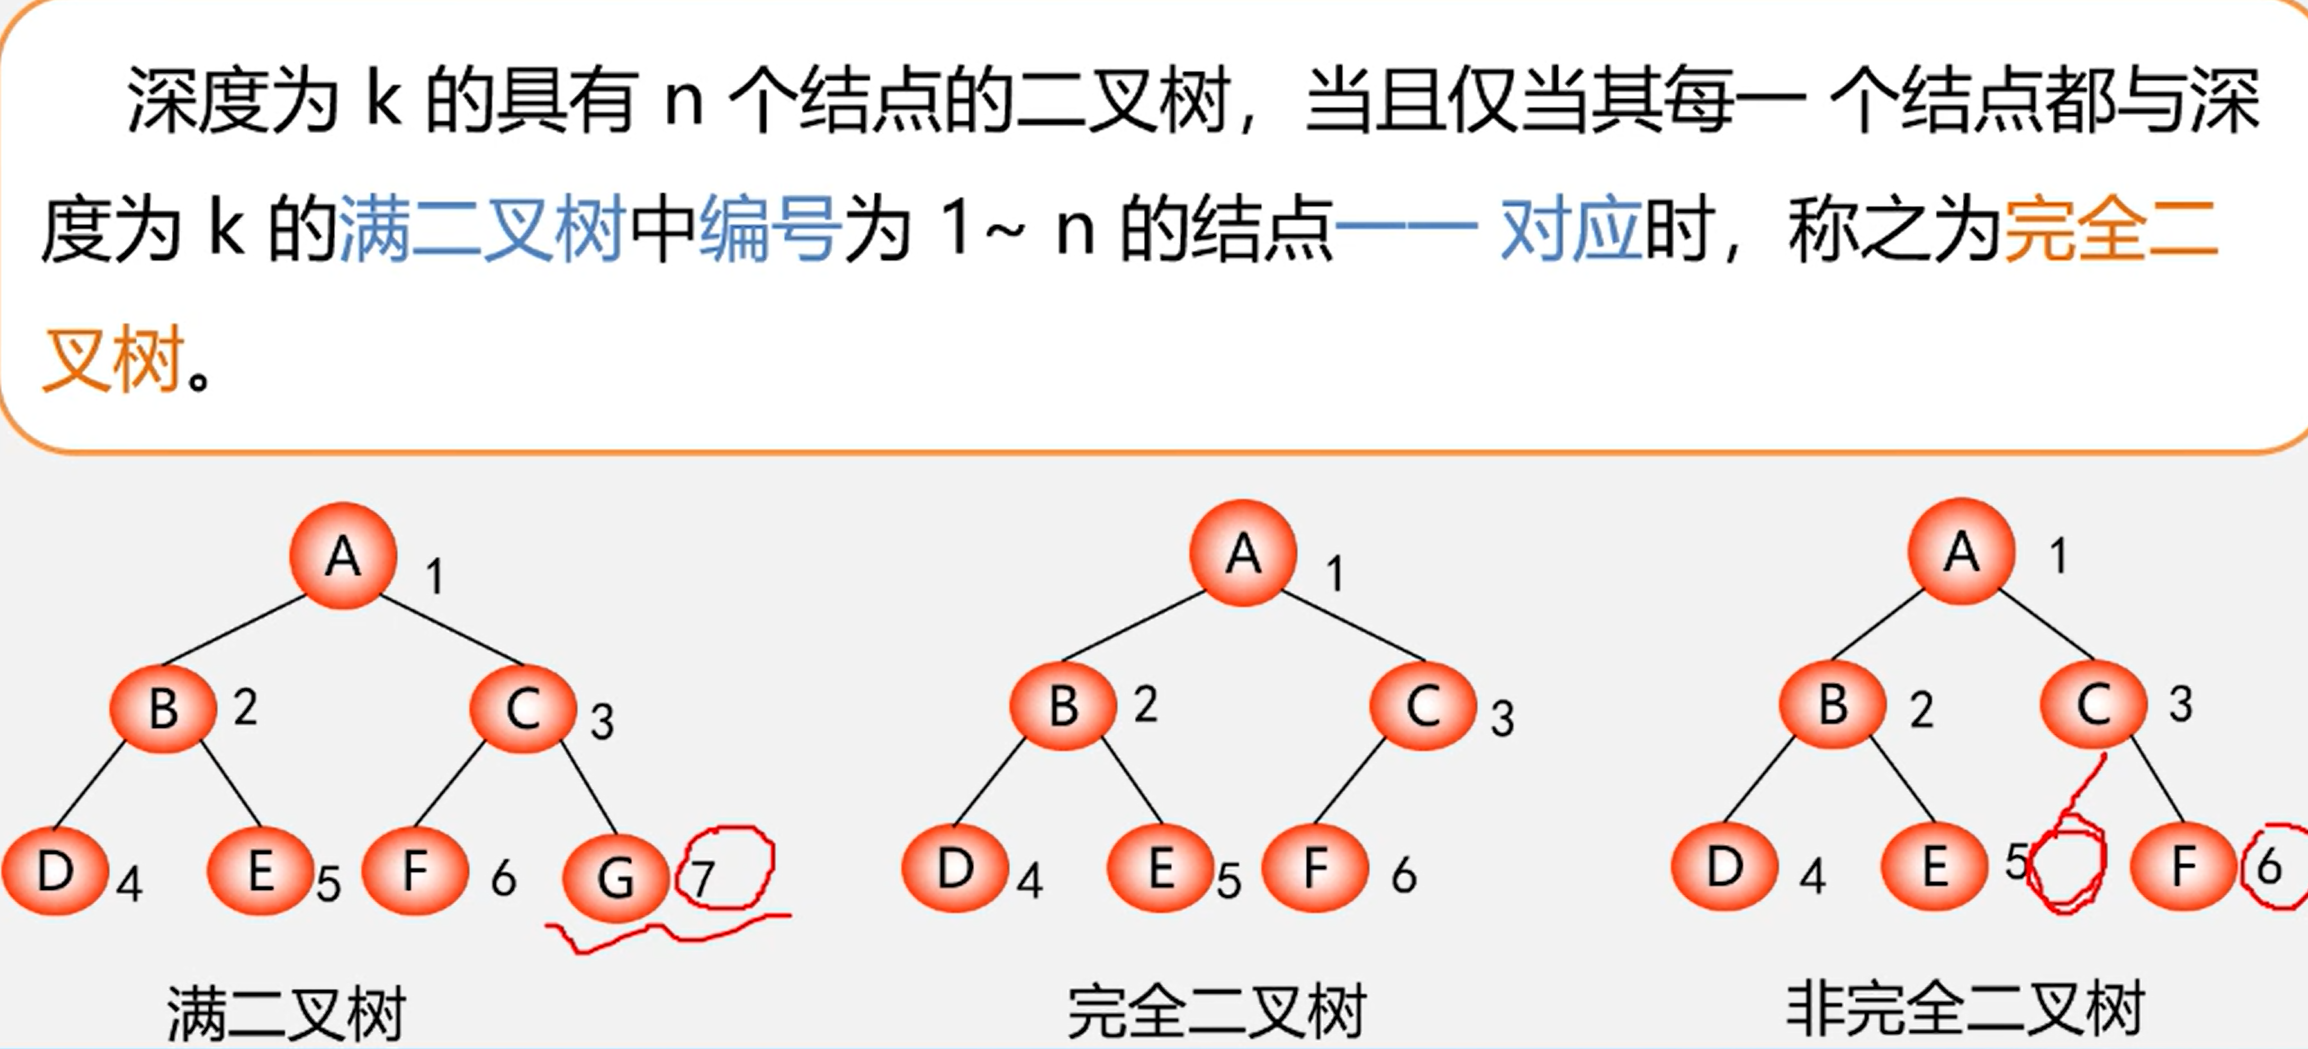 深度为 k 的具有 n 个结点的二叉树，当且仅当其每一 个结点都与深
度为 k 的满二叉树中编号为 1~ n 的结点一一 对应时，称之为完全二
叉树。
A 1
B 2 C 3
D 4 E 5 F 6 G 7
满二叉树
A 1
B 2 C 3
D 4 E 5 F 6
完全二叉树
A 1
B 2 C 3
D 4 E 5 F 6
非完全二叉树